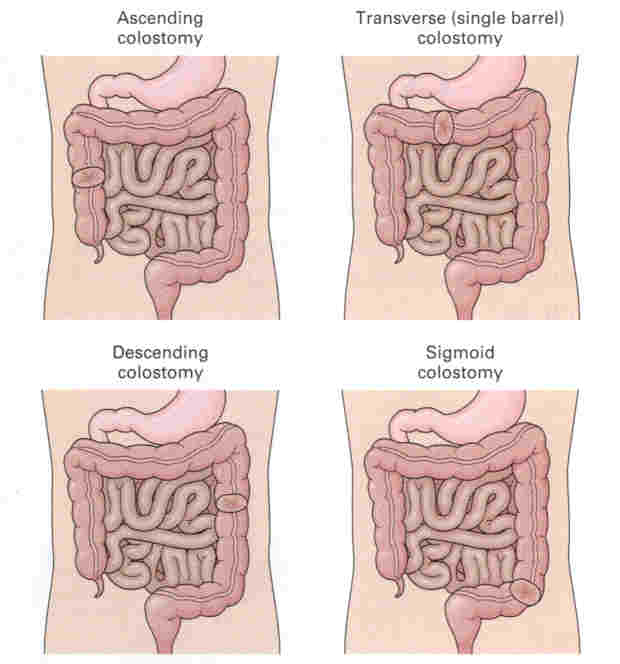 Ascending
colostomy
Transverse (single barrel)
colostomy
Descending
colostomy
Sigmoid
colostomy